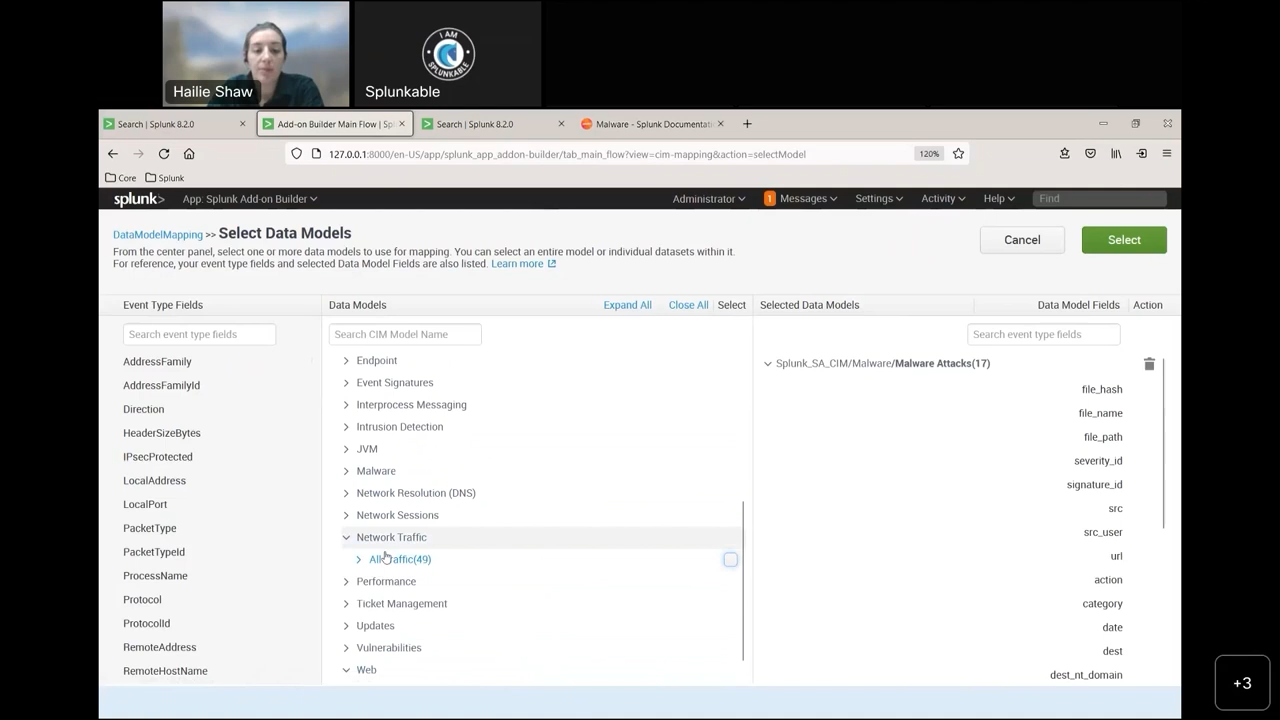 I AM
SPLUNKABLE
Hailie Shaw
Splunkable
Search | Splunk 8.2.0
Add-on Builder Main Flow | Spl
Search | Splunk 8.2.0
Malware - Splunk Documentati
127.0.0.1:8000/en-US/app/splunk_app_addon-builder/tab_main_flow?view=cim-mapping&action=selectModel
120%
Core
Splunk
splunk>
App: Splunk Add-on Builder
Administrator
1 Messages
Settings
Activity
Help
Find
DataModelMapping >> Select Data Models
From the center panel, select one or more data models to use for mapping. You can select an entire model or individual datasets within it.
For reference, your event type fields and selected Data Model Fields are also listed. Learn more
Cancel
Select
Event Type Fields
Data Models
Expand All
Close All
Select
Selected Data Models
Data Model Fields
Action
Search event type fields
AddressFamily
AddressFamilyId
Direction
HeaderSizeBytes
IPsecProtected
LocalAddress
LocalPort
PacketType
PacketTypeId
ProcessName
Protocol
ProtocolId
RemoteAddress
RemoteHostName
Search CIM Model Name
Endpoint
Event Signatures
Interprocess Messaging
Intrusion Detection
JVM
Malware
Network Resolution (DNS)
Network Sessions
Network Traffic
All Traffic(49)
Performance
Ticket Management
Updates
Vulnerabilities
Web
Search event type fields
Splunk_SA_CIM/Malware/Malware Attacks(17)
file_hash
file_name
file_path
severity_id
signature_id
src
src_user
url
action
category
date
dest
dest_nt_domain
+3